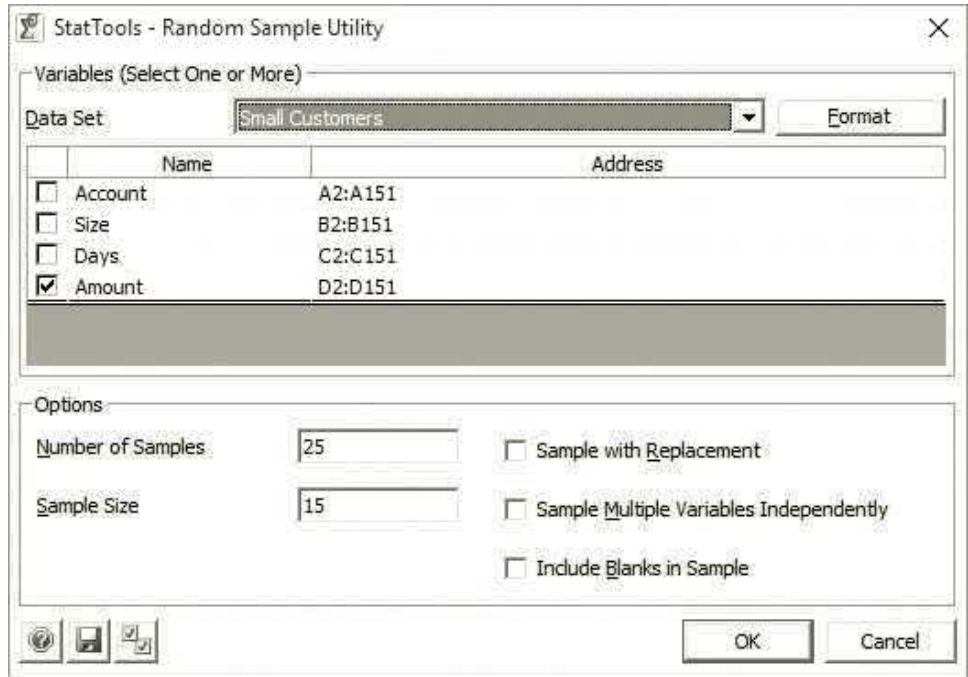 StatTools - Random Sample Utility
Variables (Select One or More)
Data Set Small Customers Format
Name Address
Account A2:A151
Size B2:B151
Days C2:C151
Amount D2:D151
Options
Number of Samples 25 Sample with Replacement
Sample Size 15 Sample Multiple Variables Independently
Include Blanks in Sample
OK Cancel